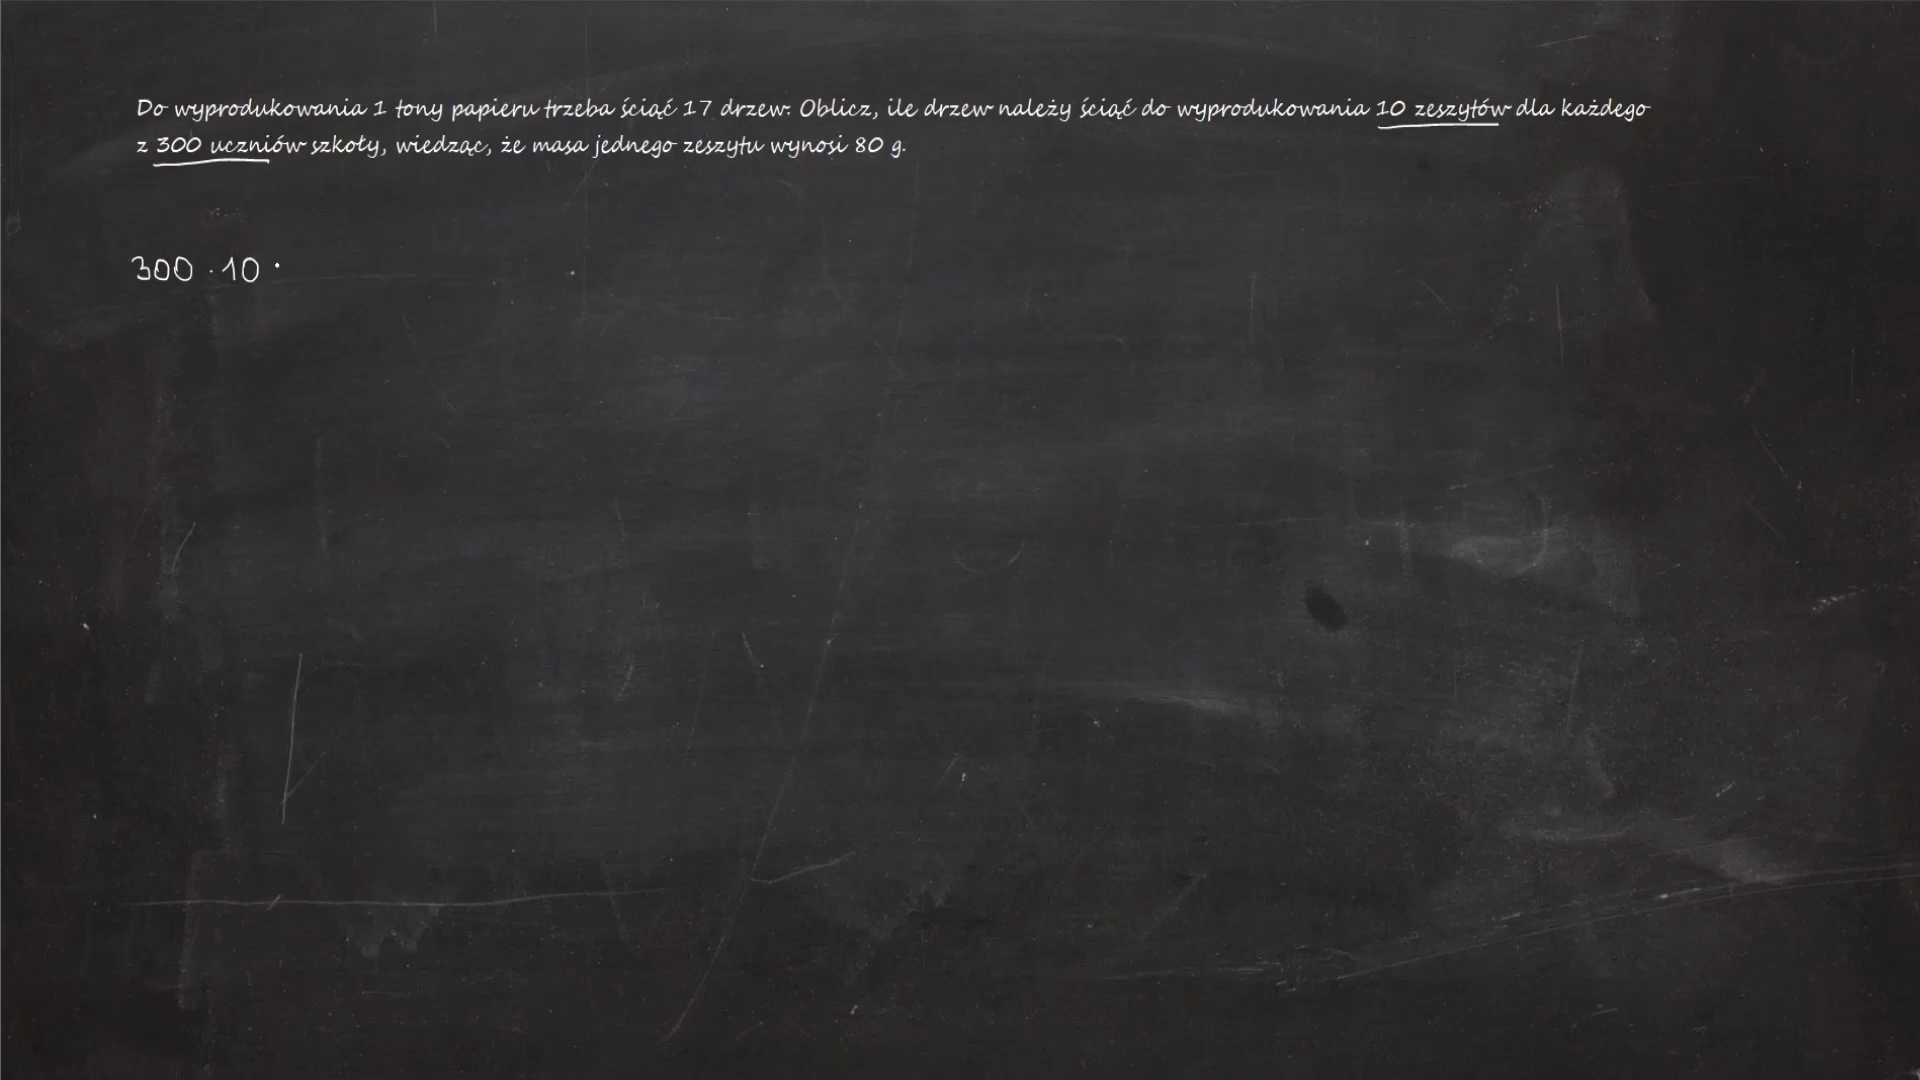 Do wyprodukowania 1 tony papieru trzeba ściąć 17 drzew. Oblicz, ile drzew należy ściąć do wyprodukowania 10 zeszytów dla każdego
z 300 uczniów szkoły, wiedząc, że masa jednego zeszytu wynosi 80 g.
300 · 10 ·